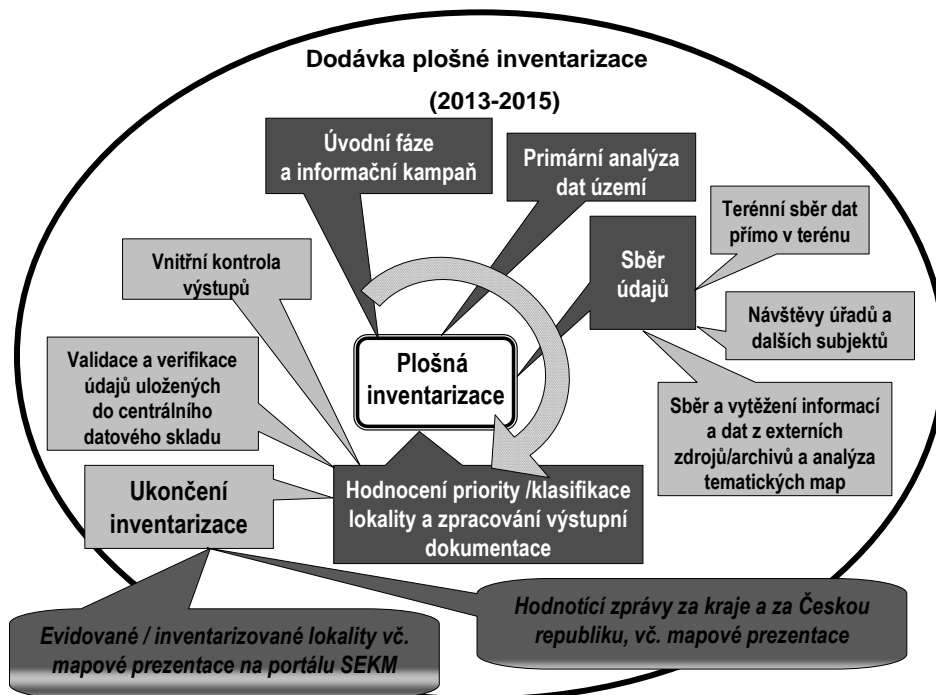 Dodávka plošné inventarizace
(2013-2015)
Úvodní fáze
a informační kampaň
Primární analýza
dat území
Terénní sběr dat
přímo v terénu
Sběr
údajů
Vnitřní kontrola
výstupů
Návštěvy úřadů a
dalších subjektů
Plošná
inventarizace
Validace a verifikace
údajů uložených
do centrálního
datového skladu
Sběr a vytěžení informací
a dat z externích
zdrojů/archivů a analýza
tematických map
Ukončení
inventarizace
Hodnocení priority /klasifikace
lokality a zpracování výstupní
dokumentace
Hodnotící zprávy za kraje a za Českou
republiku, vč. mapové prezentace
Evidované / inventarizované lokality vč.
mapové prezentace na portálu SEKM